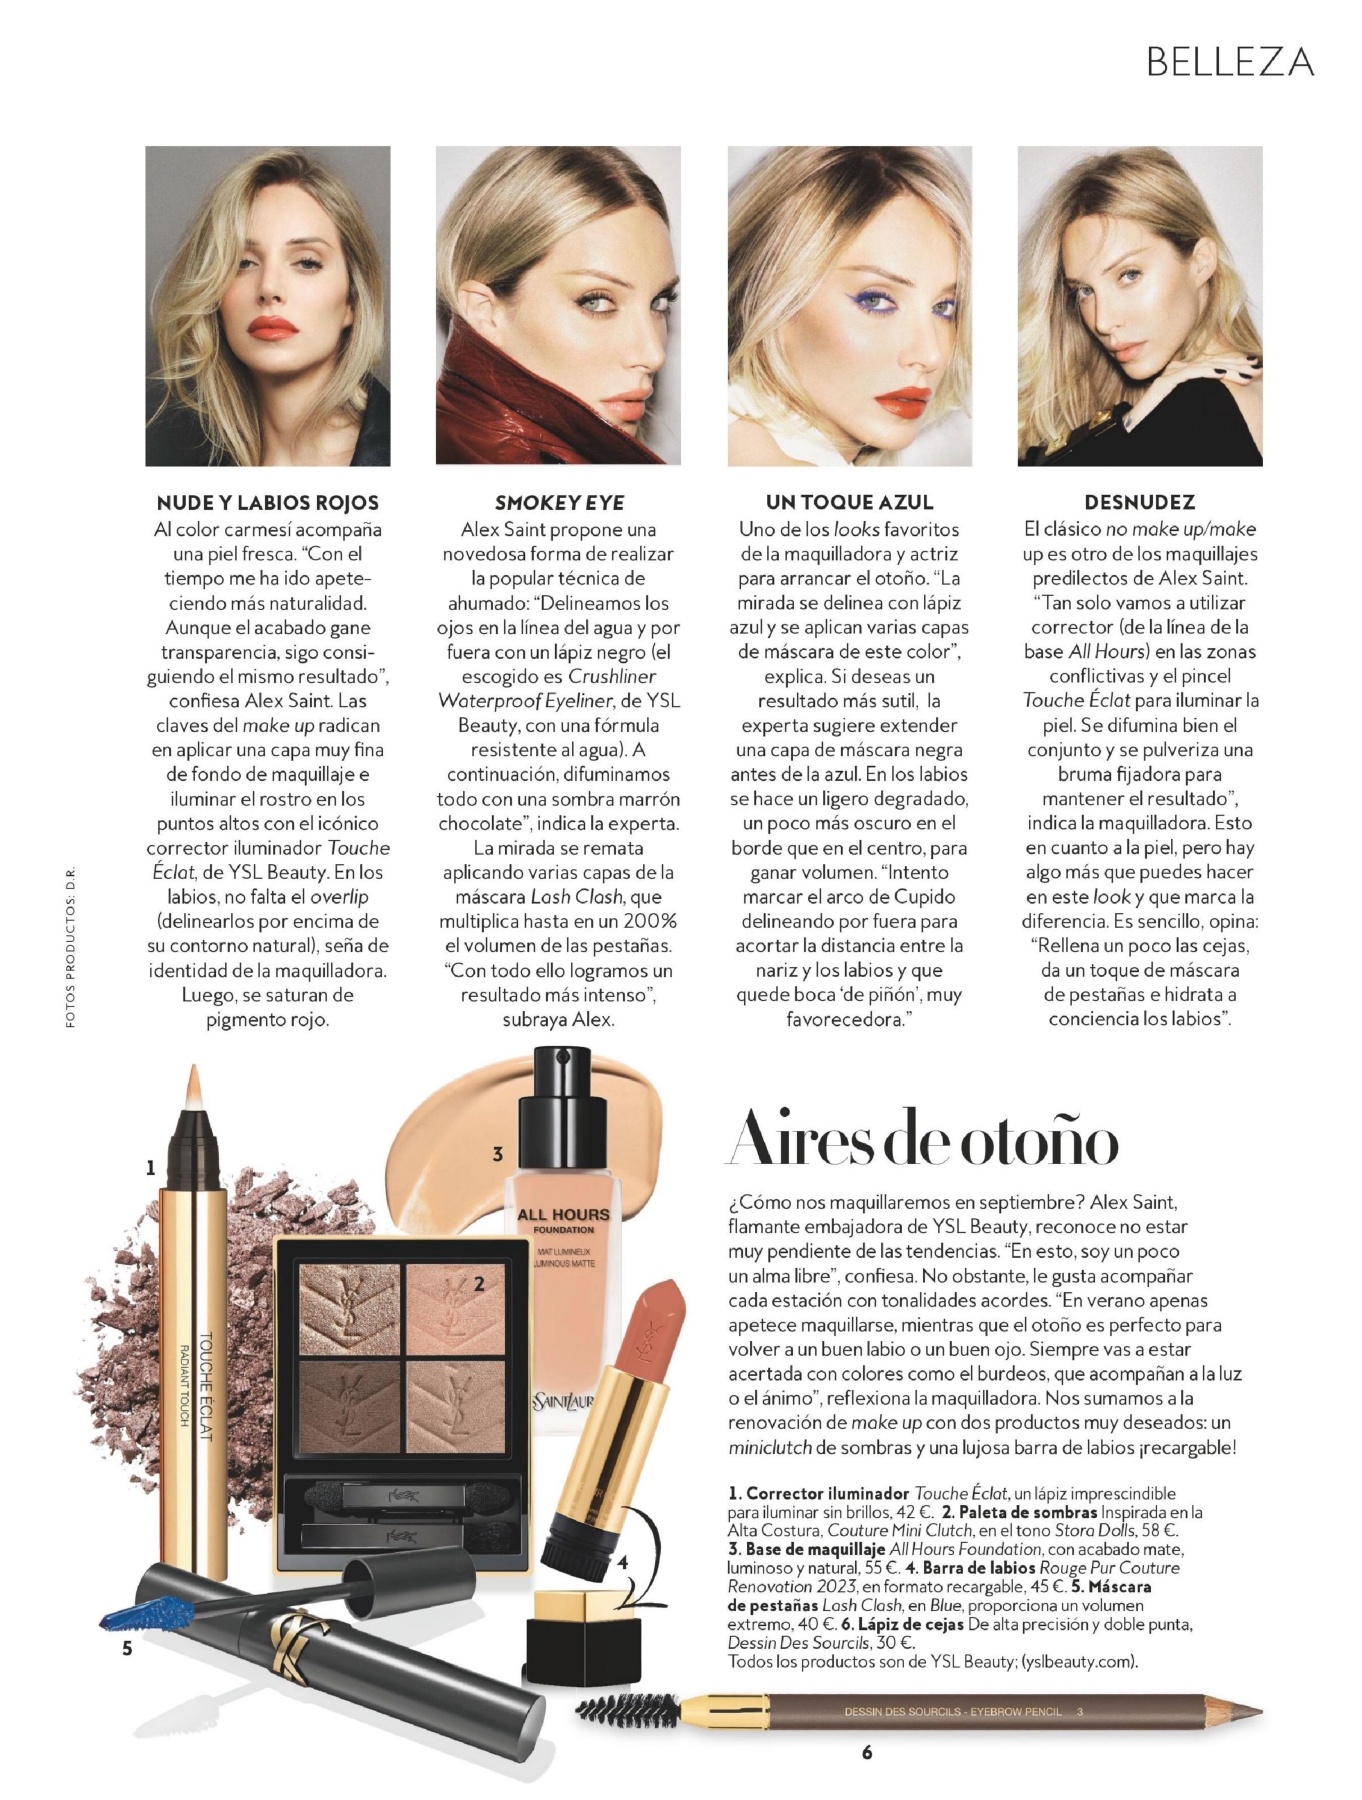 BELLEZA
NUDE Y LABIOS ROJOS
Al color carmesí acompaña
una piel fresca. “Con el
tiempo me ha ido apete-
ciendo más naturalidad.
Aunque el acabado gane
transparencia, sigo consi-
guiendo el mismo resultado”,
confiesa Alex Saint. Las
claves del make up radican
en aplicar una capa muy fina
de fondo de maquillaje e
iluminar el rostro en los
puntos altos con el icónico
corrector iluminador Touche
Éclat, de YSL Beauty. En los
labios, no falta el overlip
(delinearlos por encima de
su contorno natural), seña de
identidad de la maquilladora.
Luego, se saturan de
pigmento rojo.
SMOKEY EYE
Alex Saint propone una
novedosa forma de realizar
la popular técnica de
ahumado: “Delineamos los
ojos en la línea del agua y por
fuera con un lápiz negro (el
escogido es Crushliner
Waterproof Eyeliner, de YSL
Beauty, con una fórmula
resistente al agua). A
continuación, difuminamos
todo con una sombra marrón
chocolate”, indica la experta.
La mirada se remata
aplicando varias capas de la
máscara Lash Clash, que
multiplica hasta en un 200%
el volumen de las pestañas.
“Con todo ello logramos un
resultado más intenso”,
subraya Alex.
UN TOQUE AZUL
Uno de los looks favoritos
de la maquilladora y actriz
para arrancar el otoño. “La
mirada se delinea con lápiz
azul y se aplican varias capas
de máscara de este color”,
explica. Si deseas un
resultado más sutil, la
experta sugiere extender
una capa de máscara negra
antes de la azul. En los labios
se hace un ligero degradado,
un poco más oscuro en el
borde que en el centro, para
ganar volumen. “Intento
marcar el arco de Cupido
delineando por fuera para
acortar la distancia entre la
nariz y los labios y que
quede boca ‘de piñón’, muy
favorecedora.”
DESNUDEZ
El clásico no make up/make
up es otro de los maquillajes
predilectos de Alex Saint.
“Tan solo vamos a utilizar
corrector (de la línea de la
base All Hours) en las zonas
conflictivas y el pincel
Touche Éclat para iluminar la
piel. Se difumina bien el
conjunto y se pulveriza una
bruma fijadora para
mantener el resultado”,
indica la maquilladora. Esto
en cuanto a la piel, pero hay
algo más que puedes hacer
en este look y que marca la
diferencia. Es sencillo, opina:
“Rellena un poco las cejas,
da un toque de máscara
de pestañas e hidrata a
conciencia los labios”.
FOTOS PRODUCTOS: D.R.
1
TOUCHE ÉCLAT
RADIANT TOUCH
2
YSL
YSL
YSL
YSL
YSL
YSL
3
ALL HOURS
FOUNDATION
MAT LUMINEUX
LUMINOUS MATTE
SAINTLAUR
YSL
4
5
Aires de otoño
¿Cómo nos maquillaremos en septiembre? Alex Saint,
flamante embajadora de YSL Beauty, reconoce no estar
muy pendiente de las tendencias. “En esto, soy un poco
un alma libre”, confiesa. No obstante, le gusta acompañar
cada estación con tonalidades acordes. “En verano apenas
apetece maquillarse, mientras que el otoño es perfecto para
volver a un buen labio o un buen ojo. Siempre vas a estar
acertada con colores como el burdeos, que acompañan a la luz
o el ánimo”, reflexiona la maquilladora. Nos sumamos a la
renovación de make up con dos productos muy deseados: un
miniclutch de sombras y una lujosa barra de labios ¡recargable!
1. Corrector iluminador Touche Éclat, un lápiz imprescindible
para iluminar sin brillos, 42 €. 2. Paleta de sombras Inspirada en la
Alta Costura, Couture Mini Clutch, en el tono Stora Dolls, 58 €.
3. Base de maquillaje All Hours Foundation, con acabado mate,
luminoso y natural, 55 €. 4. Barra de labios Rouge Pur Couture
Renovation 2023, en formato recargable, 45 €. 5. Máscara
de pestañas Lash Clash, en Blue, proporciona un volumen
extremo, 40 €. 6. Lápiz de cejas De alta precisión y doble punta,
Dessin Des Sourcils, 30 €.
Todos los productos son de YSL Beauty; (yslbeauty.com).
DESSIN DES SOURCILS - EYEBROW PENCIL 3
6